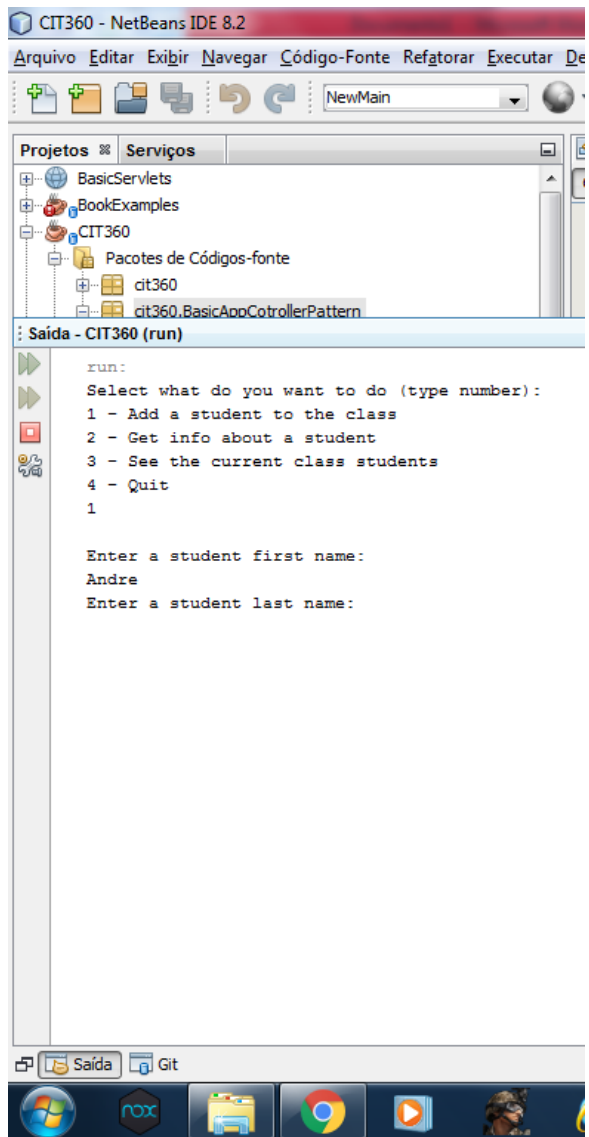 CIT360 - NetBeans IDE 8.2
Arquivo Editar Exibir Navegar Código-Fonte Refatorar Executar De
NewMain
Projetos Serviços
BasicServlets
BookExamples
CIT360
Pacotes de Códigos-fonte
cit360
cit360.BasicAppCotrollerPattern
Saída - CIT360 (run)
run:
Select what do you want to do (type number):
1 - Add a student to the class
2 - Get info about a student
3 - See the current class students
4 - Quit
1
Enter a student first name:
Andre
Enter a student last name:
Saída Git
nox